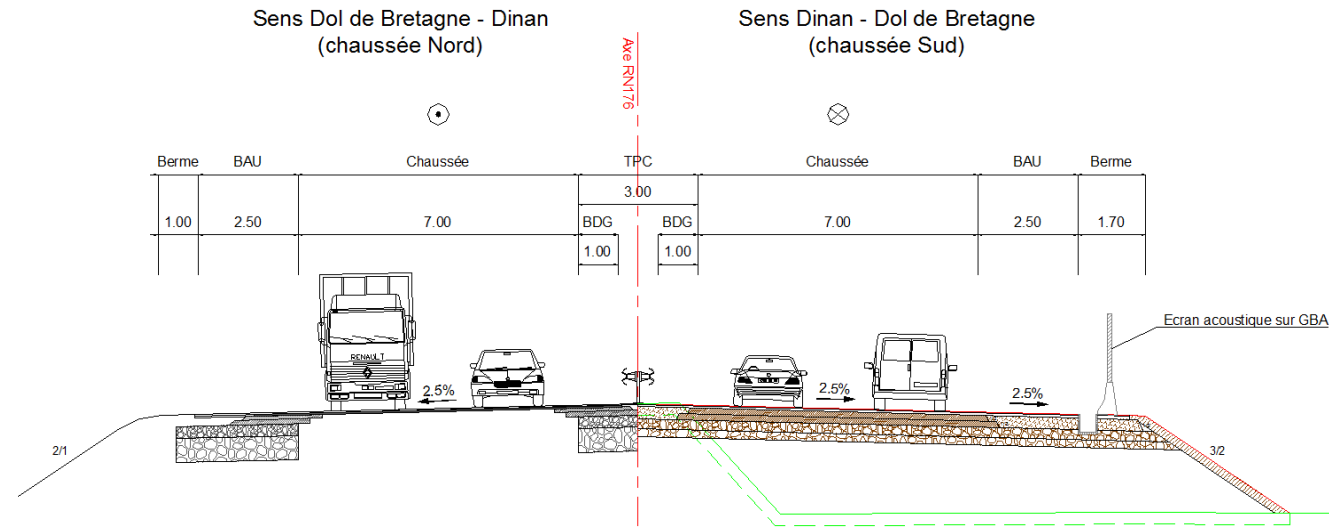 Sens Dol de Bretagne - Dinan
(chaussée Nord)
Sens Dinan - Dol de Bretagne
(chaussée Sud)
Axe RN176
Berme BAU Chaussée TPC Chaussée BAU Berme
3.00
1.00 2.50 7.00 BDG BDG 7.00 2.50 1.70
1.00 1.00
Ecran acoustique sur GBA
RENAULT
2.5% 2.5% 2.5%
2/1 3/2